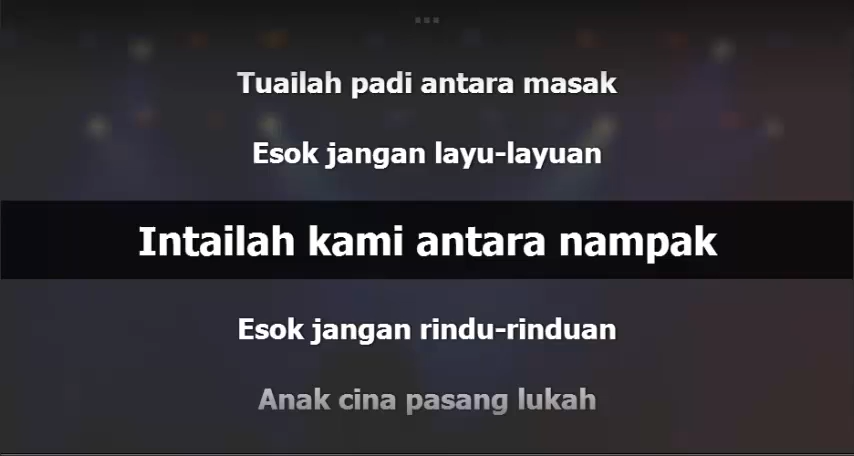 Tuailah padi antara masak
Esok jangan layu-layuan
Intailah kami antara nampak
Esok jangan rindu-rinduan
Anak cina pasang lukah